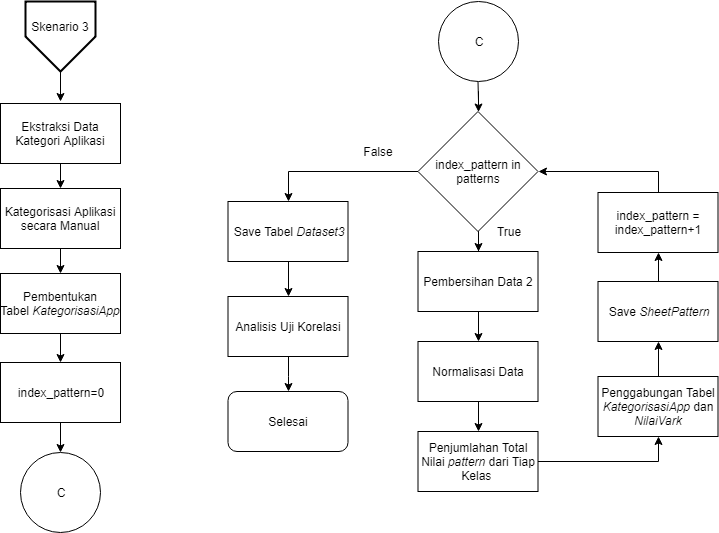 Skenario 3
Ekstraksi Data
Kategori Aplikasi
Kategorisasi Aplikasi
secara Manual
Pembentukan
Tabel KategorisasiApp
index_pattern=0
C
C
index_pattern in
patterns
False
True
Save Tabel Dataset3
Analisis Uji Korelasi
Selesai
Pembersihan Data 2
Normalisasi Data
Penjumlahan Total
Nilai pattern dari Tiap
Kelas
Penggabungan Tabel
KategorisasiApp dan
NilaiVark
Save SheetPattern
index_pattern =
index_pattern+1